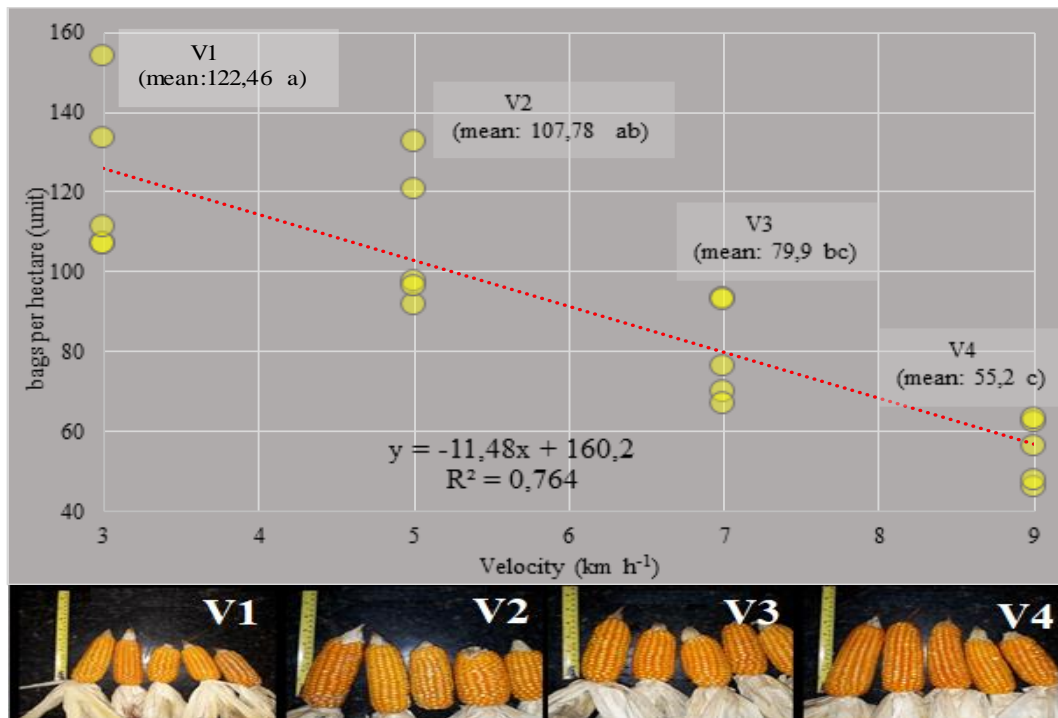 160
140
120
100
80
60
40
bags per hectare (unit)
V1
(mean:122,46 a)
V2
(mean: 107,78 ab)
V3
(mean: 79,9 bc)
V4
(mean: 55,2 c)
y = -11,48x + 160,2
R² = 0,764
3 4 5 6 7 8 9
Velocity (km h⁻¹)
V1 V2 V3 V4